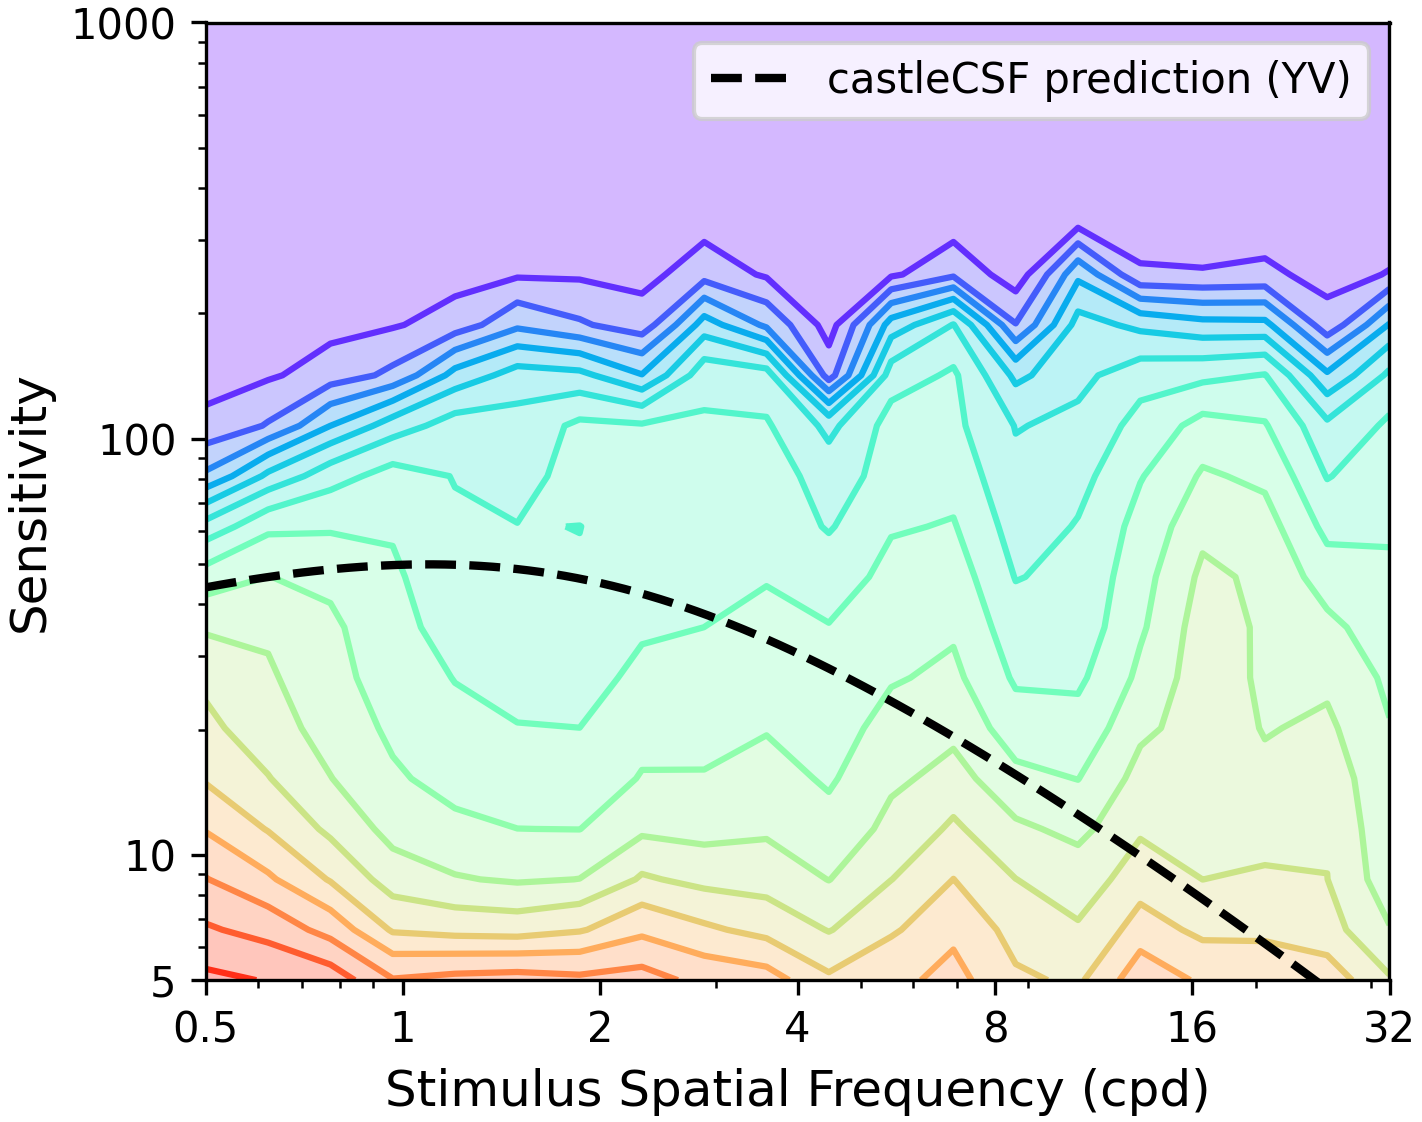 1000
castleCSF prediction (YV)
100
Sensitivity
10
5
0.5 1 2 4 8 16 32
Stimulus Spatial Frequency (cpd)